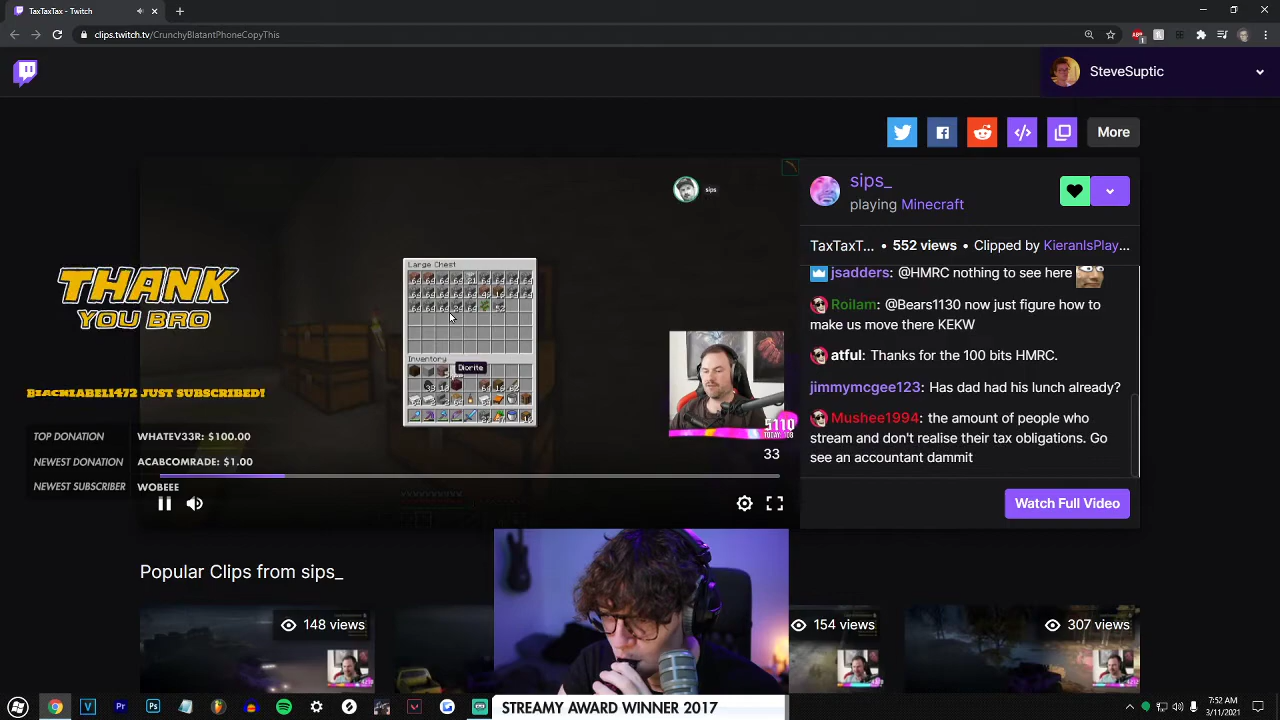 TaxTaxTax - Twitch
clips.twitch.tv/CrunchyBlatantPhoneCopyThis
SteveSuptic
More
sips
sips_
playing Minecraft
TaxTaxT... • 552 views • Clipped by KieranIsPlay...
jsadders: @HMRC nothing to see here
Roilam: @Bears1130 now just figure how to
make us move there KEKW
atful: Thanks for the 100 bits HMRC.
jimmymcgee123: Has dad had his lunch already?
Mushee1994: the amount of people who
stream and don't realise their tax obligations. Go
see an accountant dammit
Watch Full Video
Large Chest
Inventory
Diorite
THANK
YOU BRO
BLACKLABEL1472 JUST SUBSCRIBED!
TOP DONATION WHATEV33R: $100.00
NEWEST DONATION ACABCOMRADE: $1.00
NEWEST SUBSCRIBER WOBEEE
5110
33
Popular Clips from sips_
148 views
154 views
307 views
STREAMY AWARD WINNER 2017
7:52 AM
3/11/2021